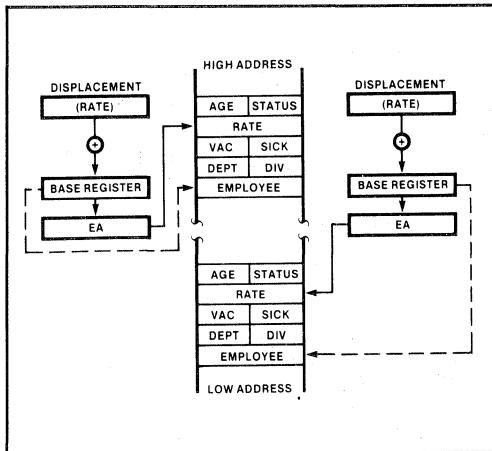 HIGH ADDRESS
DISPLACEMENT
(RATE)
+
BASE REGISTER
EA
AGE STATUS
RATE
VAC SICK
DEPT DIV
EMPLOYEE
DISPLACEMENT
(RATE)
+
BASE REGISTER
EA
AGE STATUS
RATE
VAC SICK
DEPT DIV
EMPLOYEE
LOW ADDRESS